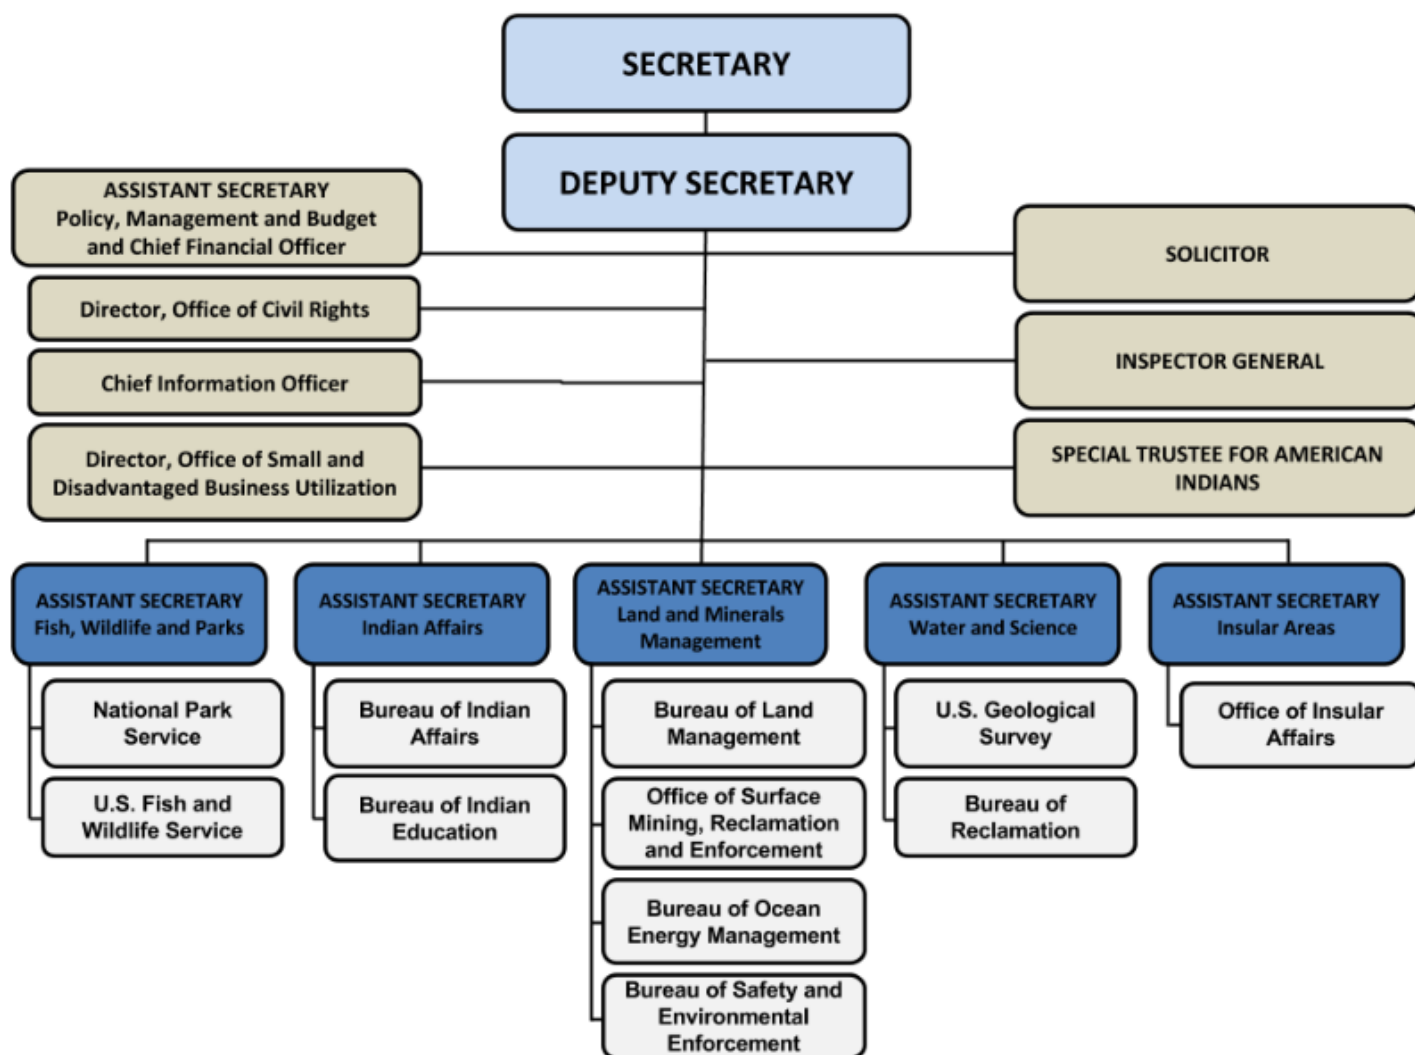 SECRETARY
DEPUTY SECRETARY
ASSISTANT SECRETARY
Policy, Management and Budget
and Chief Financial Officer
Director, Office of Civil Rights
Chief Information Officer
Director, Office of Small and
Disadvantaged Business Utilization
SOLICITOR
INSPECTOR GENERAL
SPECIAL TRUSTEE FOR AMERICAN
INDIANS
ASSISTANT SECRETARY
Fish, Wildlife and Parks
National Park
Service
U.S. Fish and
Wildlife Service
ASSISTANT SECRETARY
Indian Affairs
Bureau of Indian
Affairs
Bureau of Indian
Education
ASSISTANT SECRETARY
Land and Minerals
Management
Bureau of Land
Management
Office of Surface
Mining, Reclamation
and Enforcement
Bureau of Ocean
Energy Management
Bureau of Safety and
Environmental
Enforcement
ASSISTANT SECRETARY
Water and Science
U.S. Geological
Survey
Bureau of
Reclamation
ASSISTANT SECRETARY
Insular Areas
Office of Insular
Affairs